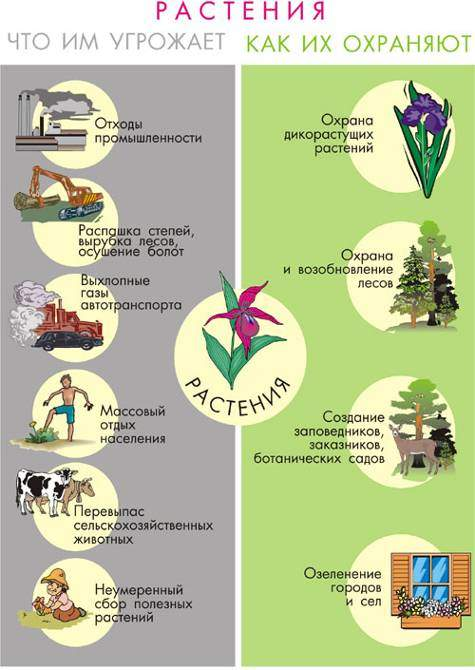 РАСТЕНИЯ
ЧТО ИМ УГРОЖАЕТ
КАК ИХ ОХРАНЯЮТ
Отходы
промышленности
Распашка степей,
вырубка лесов,
осушение болот
Выхлопные
газы
автотранспорта
Массовый
отдых
населения
Перевыпас
сельскохозяйственных
животных
Неумеренный
сбор полезных
растений
РАСТЕНИЯ
Охрана
дикорастущих
растений
Охрана
и возобновление
лесов
Создание
заповедников,
заказников,
ботанических садов
Озеленение
городов
и сел